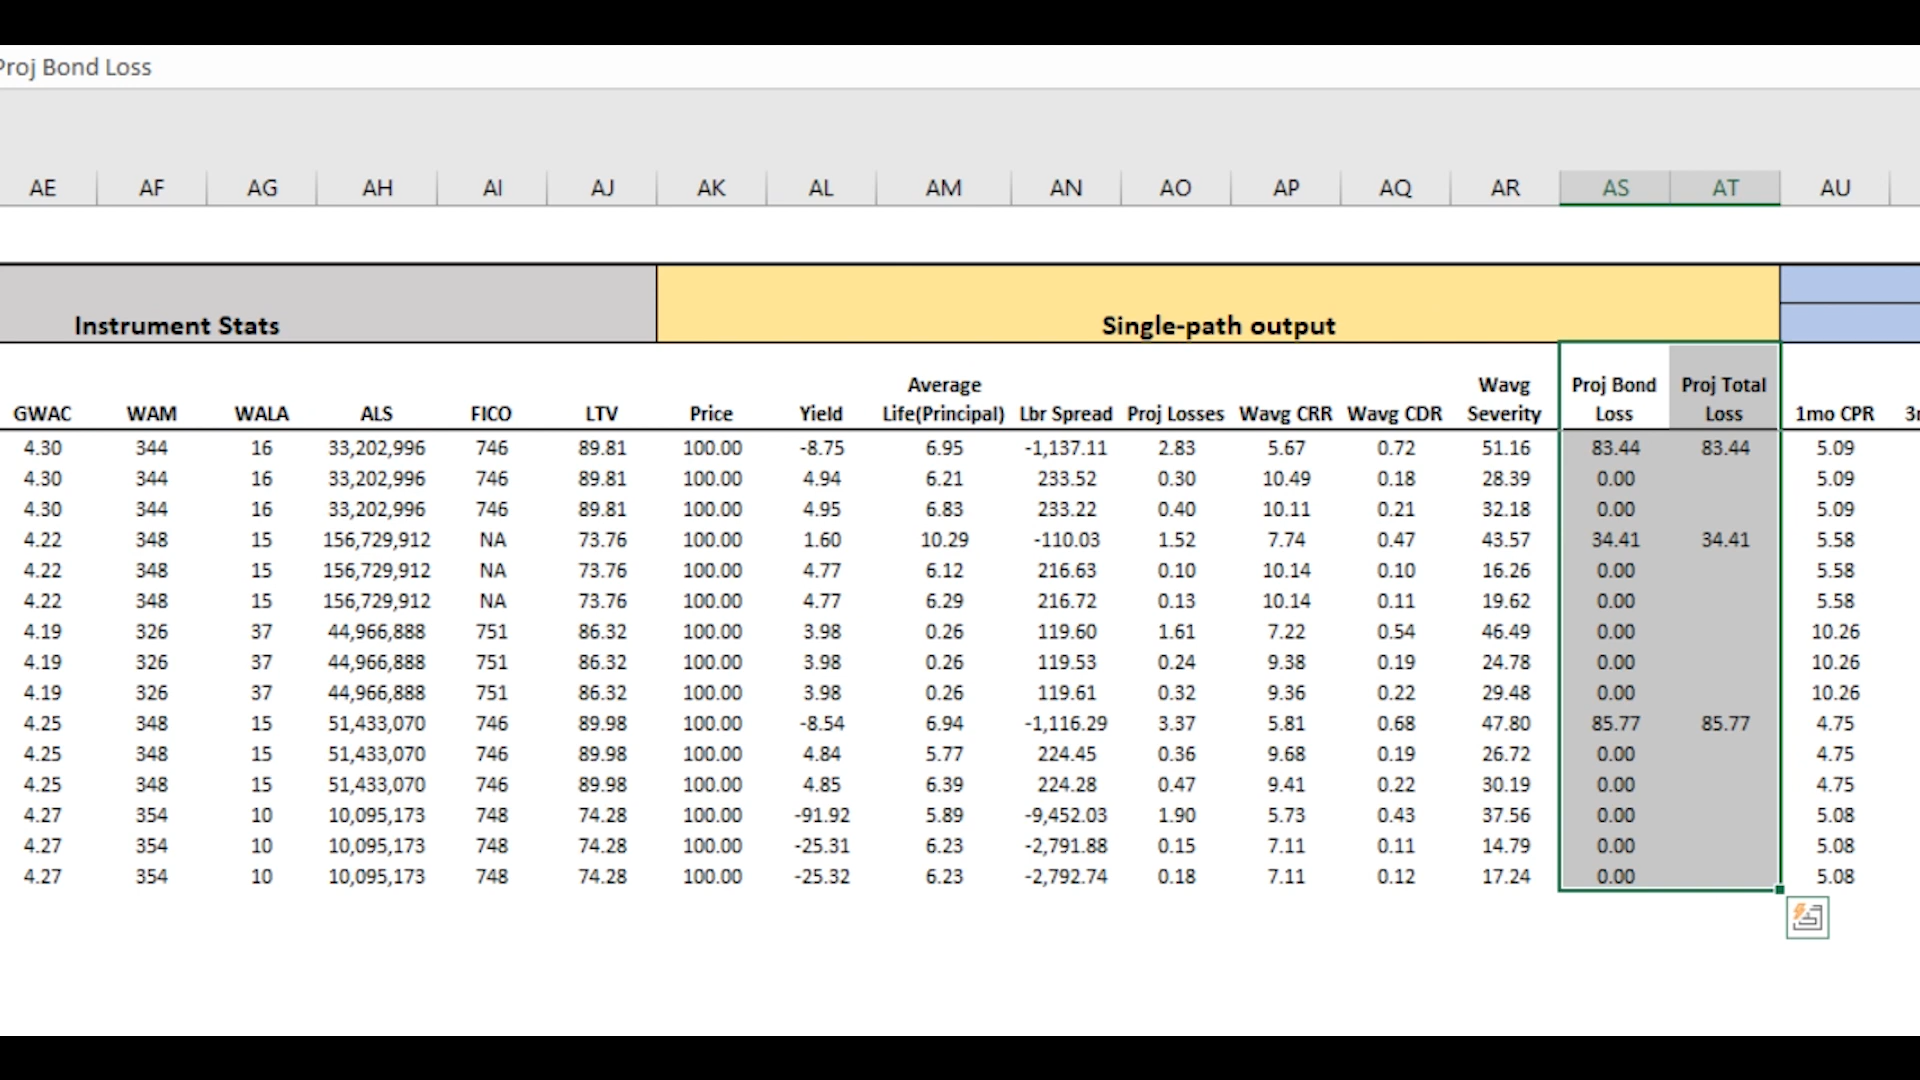 Proj Bond Loss
AE AF AG AH AI AJ AK AL AM AN AO AP AQ AR AS AT AU
Instrument Stats Single-path output
Average Wavg Proj Bond Proj Total
GWAC WAM WALA ALS FICO LTV Price Yield Life(Principal) Lbr Spread Proj Losses Wavg CRR Wavg CDR Severity Loss Loss 1mo CPR
4.30 344 16 33,202,996 746 89.81 100.00 -8.75 6.95 -1,137.11 2.83 5.67 0.72 51.16 83.44 83.44 5.09
4.30 344 16 33,202,996 746 89.81 100.00 4.94 6.21 233.52 0.30 10.49 0.18 28.39 0.00 5.09
4.30 344 16 33,202,996 746 89.81 100.00 4.95 6.83 233.22 0.40 10.11 0.21 32.18 0.00 5.09
4.22 348 15 156,729,912 NA 73.76 100.00 1.60 10.29 -110.03 1.52 7.74 0.47 43.57 34.41 34.41 5.58
4.22 348 15 156,729,912 NA 73.76 100.00 4.77 6.12 216.63 0.10 10.14 0.10 16.26 0.00 5.58
4.22 348 15 156,729,912 NA 73.76 100.00 4.77 6.29 216.72 0.13 10.14 0.11 19.62 0.00 5.58
4.19 326 37 44,966,888 751 86.32 100.00 3.98 0.26 119.60 1.61 7.22 0.54 46.49 0.00 10.26
4.19 326 37 44,966,888 751 86.32 100.00 3.98 0.26 119.53 0.24 9.38 0.19 24.78 0.00 10.26
4.19 326 37 44,966,888 751 86.32 100.00 3.98 0.26 119.61 0.32 9.36 0.22 29.48 0.00 10.26
4.25 348 15 51,433,070 746 89.98 100.00 -8.54 6.94 -1,116.29 3.37 5.81 0.68 47.80 85.77 85.77 4.75
4.25 348 15 51,433,070 746 89.98 100.00 4.84 5.77 224.45 0.36 9.68 0.19 26.72 0.00 4.75
4.25 348 15 51,433,070 746 89.98 100.00 4.85 6.39 224.28 0.47 9.41 0.22 30.19 0.00 4.75
4.27 354 10 10,095,173 748 74.28 100.00 -91.92 5.89 -9,452.03 1.90 5.73 0.43 37.56 0.00 5.08
4.27 354 10 10,095,173 748 74.28 100.00 -25.31 6.23 -2,791.88 0.15 7.11 0.11 14.79 0.00 5.08
4.27 354 10 10,095,173 748 74.28 100.00 -25.32 6.23 -2,792.74 0.18 7.11 0.12 17.24 0.00 5.08